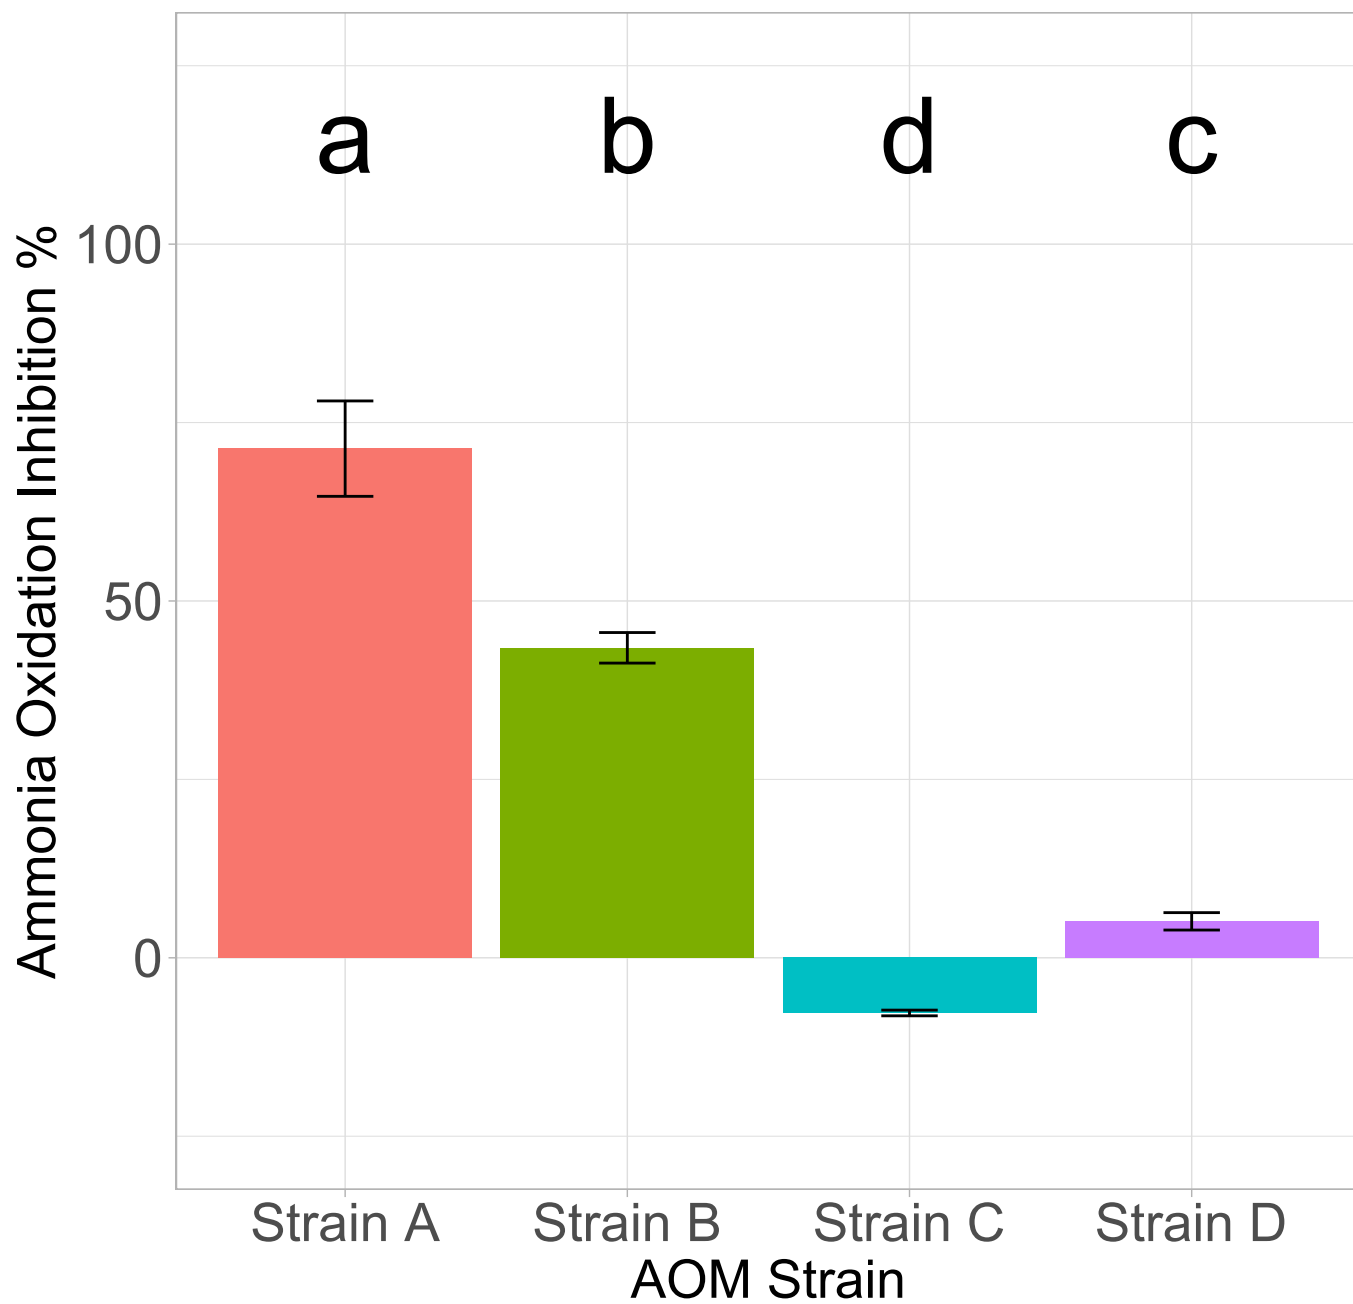 a b d c
Ammonia Oxidation Inhibition %
100
50
0
Strain A Strain B Strain C Strain D
AOM Strain